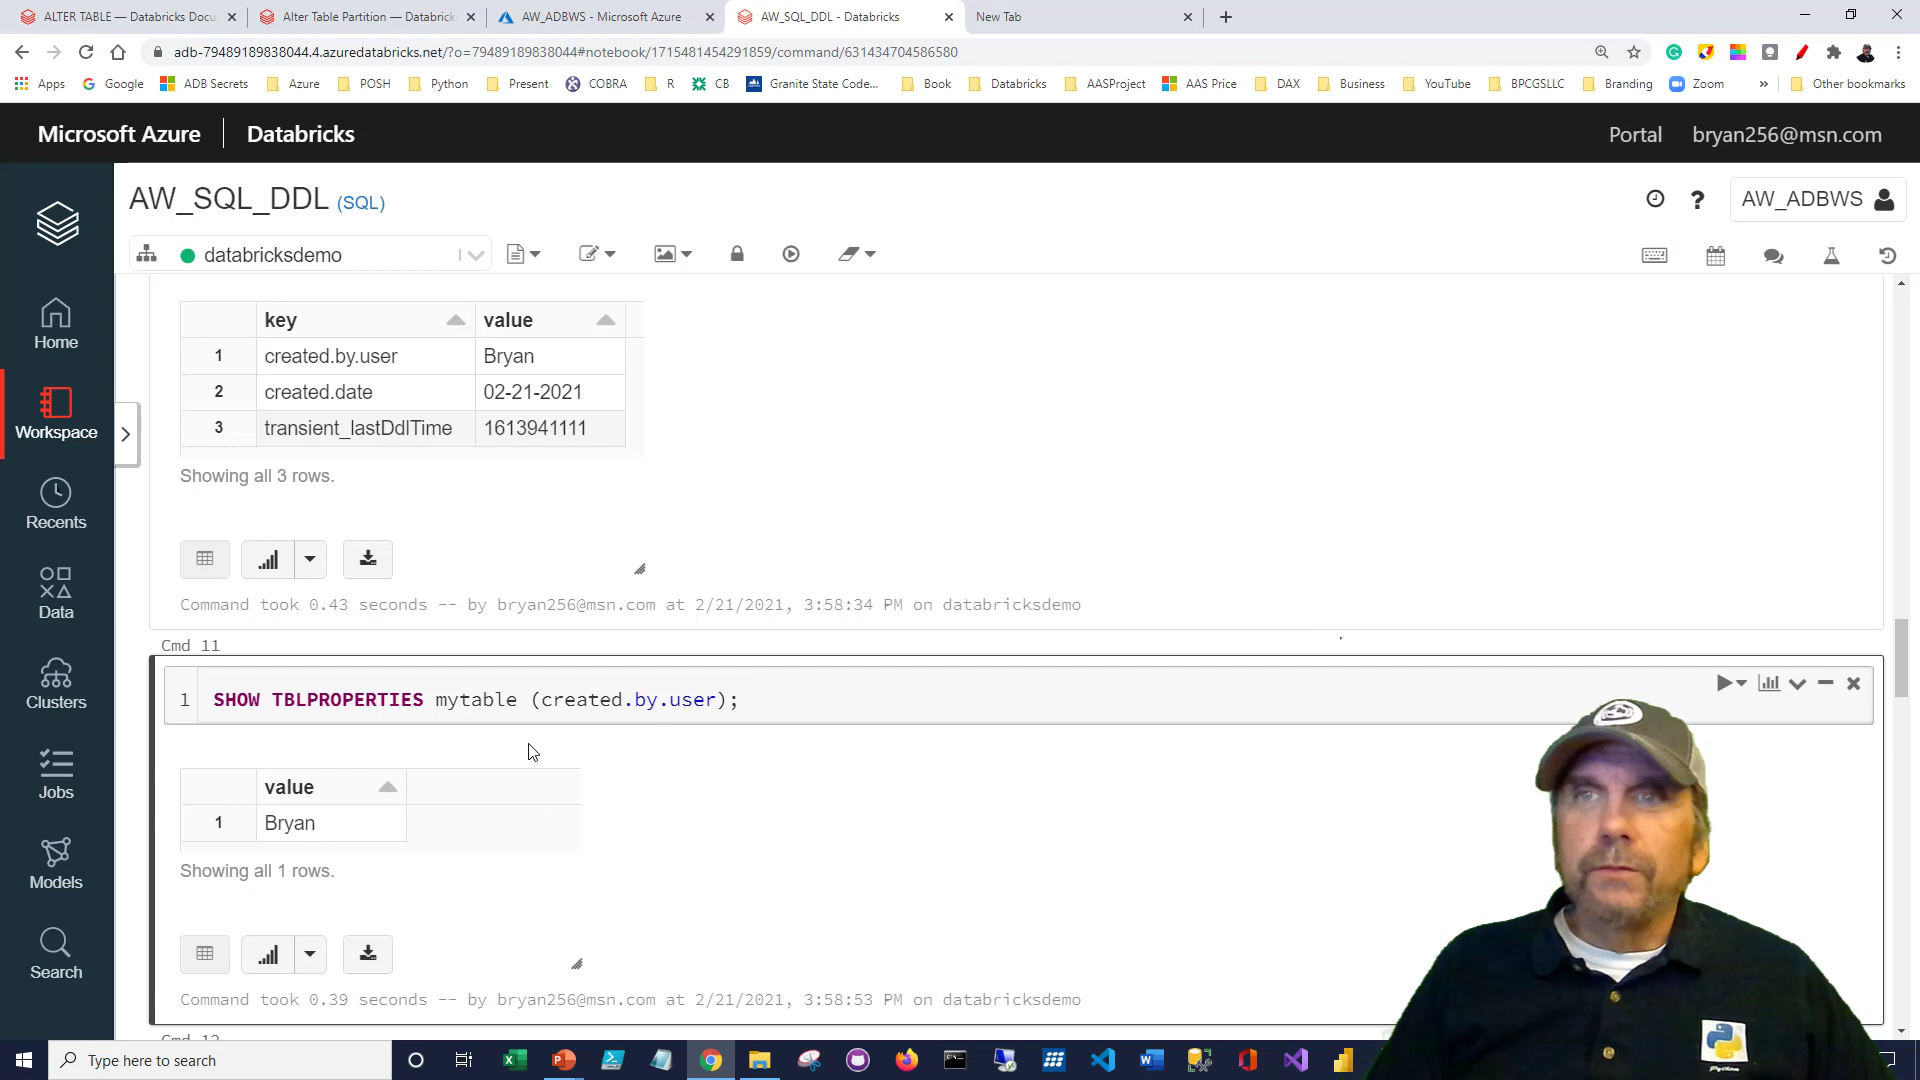 ALTER TABLE — Databricks Docu
Alter Table Partition — Databricks
AW_ADBWS - Microsoft Azure
AW_SQL_DDL - Databricks
New Tab
adb-79489189838044.4.azuredatabricks.net/?o=79489189838044#notebook/1715481454291859/command/631434704586580
Apps
Google
ADB Secrets
Azure
POSH
Python
Present
COBRA
R
CB
Granite State Code...
Book
Databricks
AASProject
AAS Price
DAX
Business
YouTube
BPCGSLLC
Branding
Zoom
Other bookmarks
Microsoft Azure
Databricks
Portal
bryan256@msn.com
AW_SQL_DDL (SQL)
AW_ADBWS
databricksdemo
Home
Workspace
Recents
Data
Clusters
Jobs
Models
Search
key value
1 created.by.user Bryan
2 created.date 02-21-2021
3 transient_lastDdlTime 1613941111
Showing all 3 rows.
Command took 0.43 seconds -- by bryan256@msn.com at 2/21/2021, 3:58:34 PM on databricksdemo
Cmd 11
1 SHOW TBLPROPERTIES mytable (created.by.user);
value
1 Bryan
Showing all 1 rows.
Command took 0.39 seconds -- by bryan256@msn.com at 2/21/2021, 3:58:53 PM on databricksdemo
Cmd 12
Type here to search
python